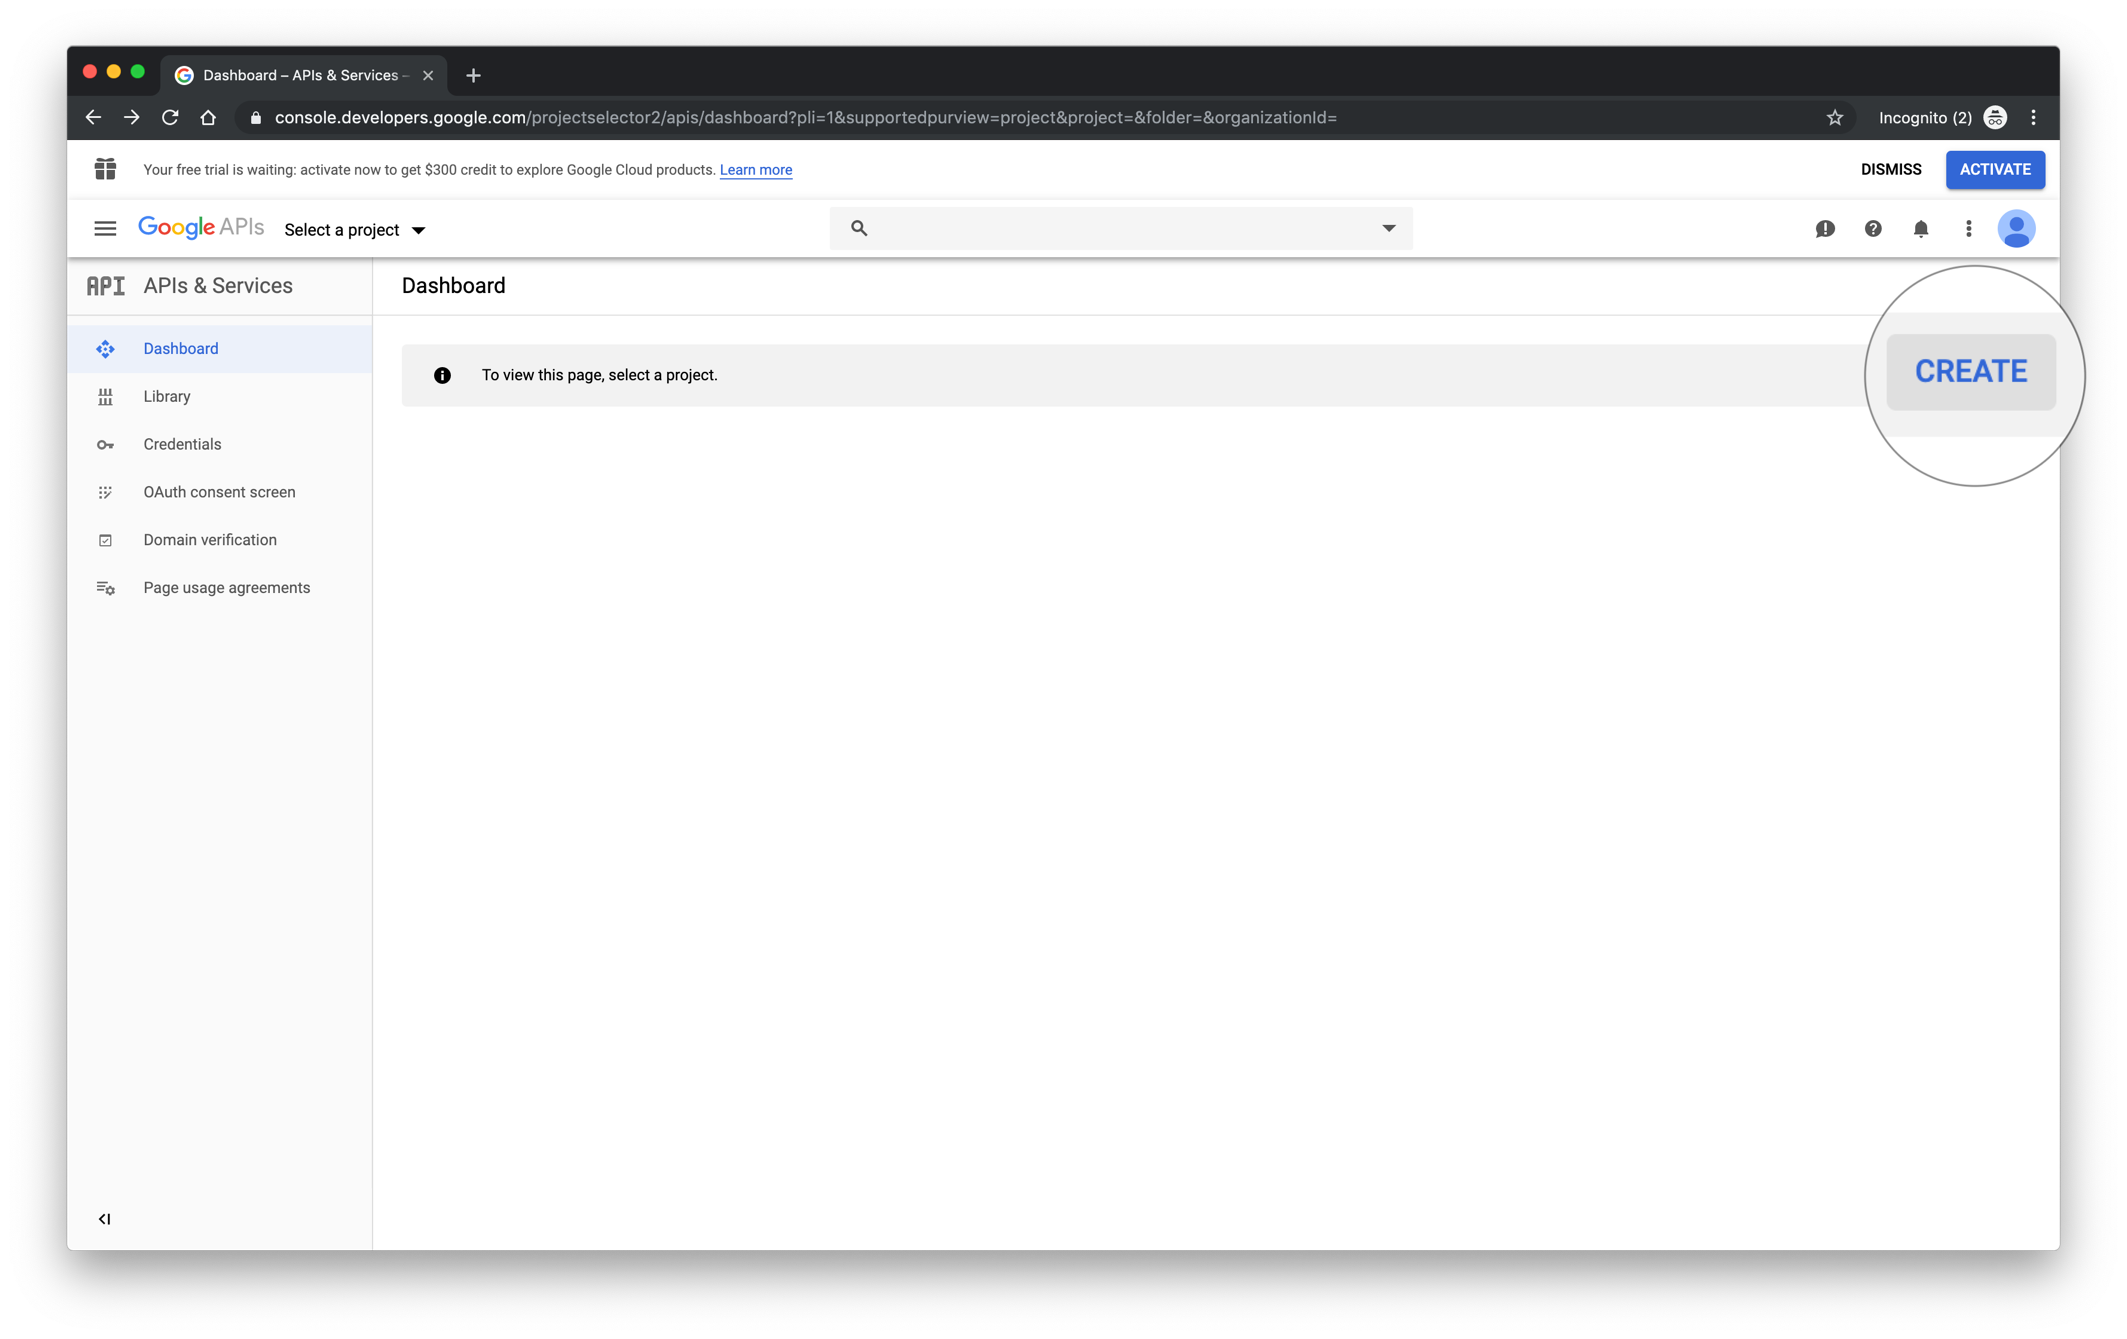 Dashboard – APIs & Services –
console.developers.google.com/projectselector2/apis/dashboard?pli=1&supportedpurview=project&project=&folder=&organizationId=
Incognito (2)
Your free trial is waiting: activate now to get $300 credit to explore Google Cloud products. Learn more
DISMISS
ACTIVATE
Google APIs
Select a project
API APIs & Services
Dashboard
Dashboard
Library
Credentials
OAuth consent screen
Domain verification
Page usage agreements
To view this page, select a project.
CREATE